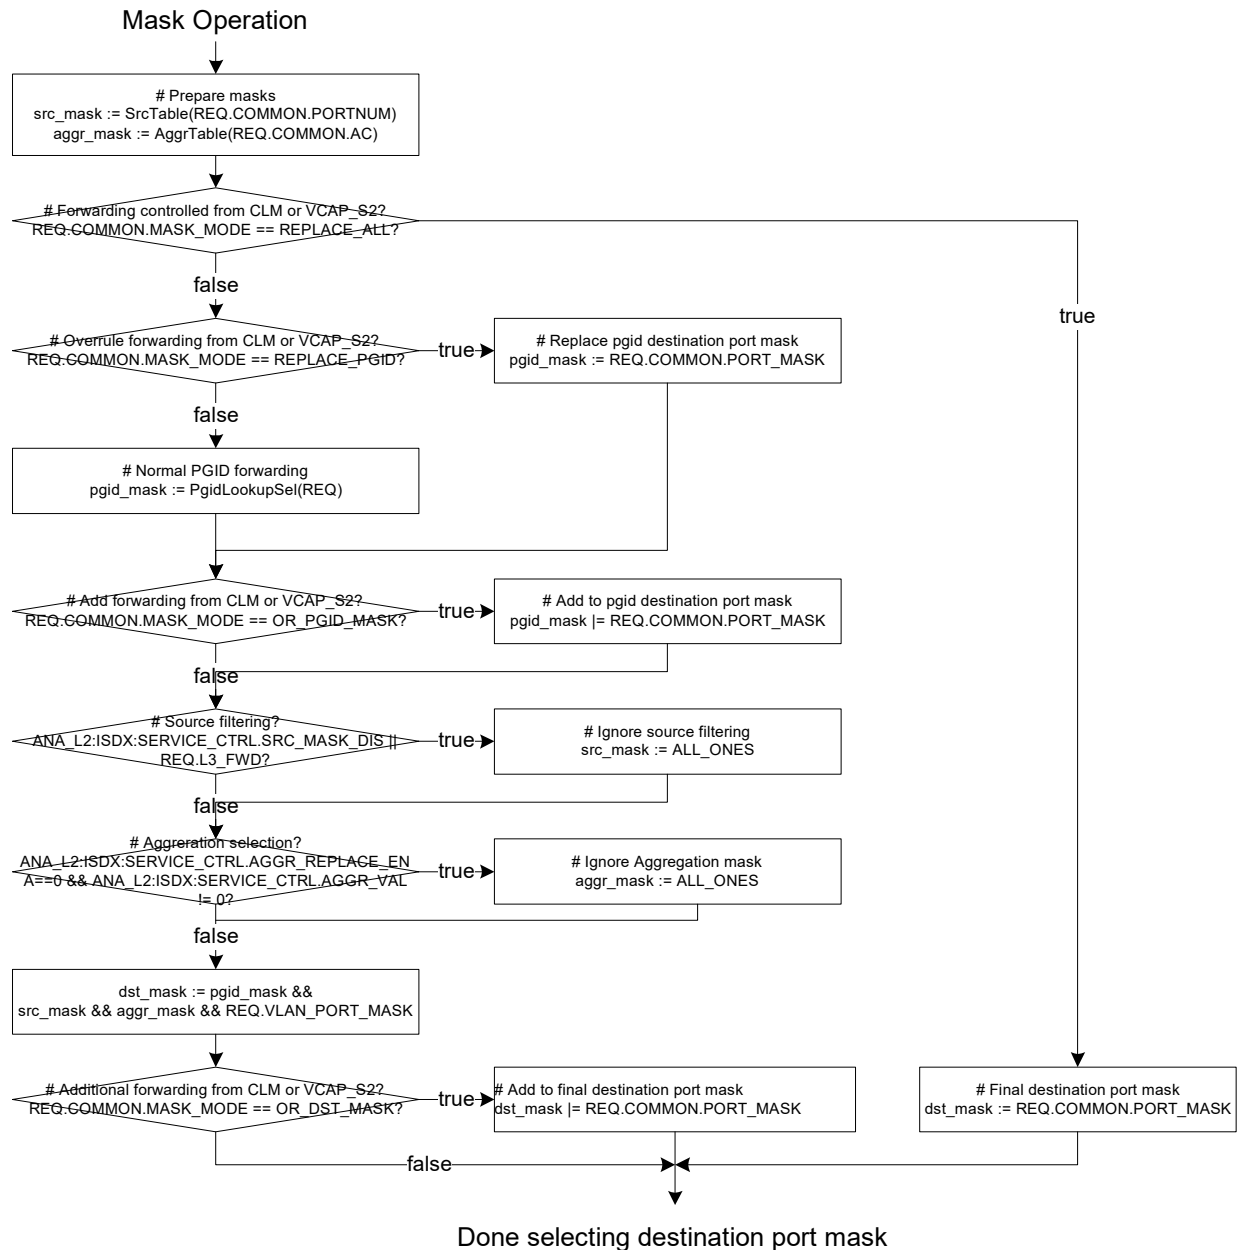 Mask Operation
# Prepare masks
src_mask := SrcTable(REQ.COMMON.PORTNUM)
aggr_mask := AggrTable(REQ.COMMON.AC)
# Forwarding controlled from CLM or VCAP_S2?
REQ.COMMON.MASK_MODE == REPLACE_ALL?
false
true
# Overrule forwarding from CLM or VCAP_S2?
REQ.COMMON.MASK_MODE == REPLACE_PGID?
true
# Replace pgid destination port mask
pgid_mask := REQ.COMMON.PORT_MASK
false
# Normal PGID forwarding
pgid_mask := PgidLookupSel(REQ)
# Add forwarding from CLM or VCAP_S2?
REQ.COMMON.MASK_MODE == OR_PGID_MASK?
true
# Add to pgid destination port mask
pgid_mask |= REQ.COMMON.PORT_MASK
false
# Source filtering?
ANA_L2:ISDX:SERVICE_CTRL.SRC_MASK_DIS ||
REQ.L3_FWD?
true
# Ignore source filtering
src_mask := ALL_ONES
false
# Aggreration selection?
ANA_L2:ISDX:SERVICE_CTRL.AGGR_REPLACE_EN
A==0 && ANA_L2:ISDX:SERVICE_CTRL.AGGR_VAL
!= 0?
true
# Ignore Aggregation mask
aggr_mask := ALL_ONES
false
dst_mask := pgid_mask &&
src_mask && aggr_mask && REQ.VLAN_PORT_MASK
# Additional forwarding from CLM or VCAP_S2?
REQ.COMMON.MASK_MODE == OR_DST_MASK?
true
# Add to final destination port mask
dst_mask |= REQ.COMMON.PORT_MASK
# Final destination port mask
dst_mask := REQ.COMMON.PORT_MASK
false
Done selecting destination port mask